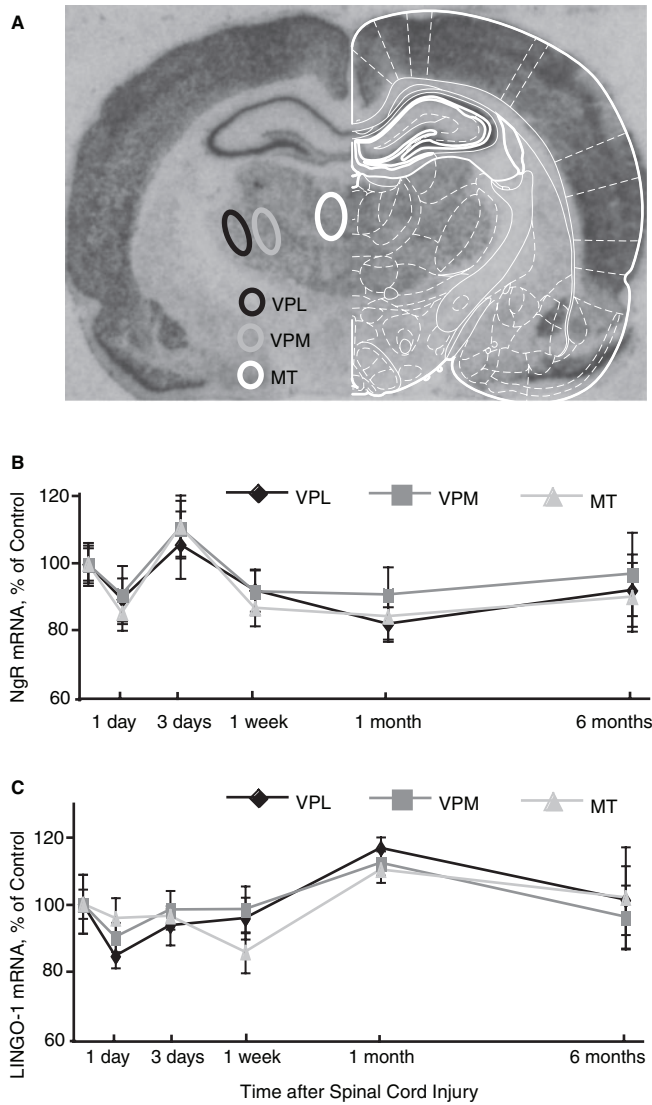 A
VPL
VPM
MT
B
VPL VPM MT
NgR mRNA, % of Control
120
100
80
60
1 day 3 days 1 week 1 month 6 months
C
VPL VPM MT
LINGO-1 mRNA, % of Control
120
100
80
60
1 day 3 days 1 week 1 month 6 months
Time after Spinal Cord Injury